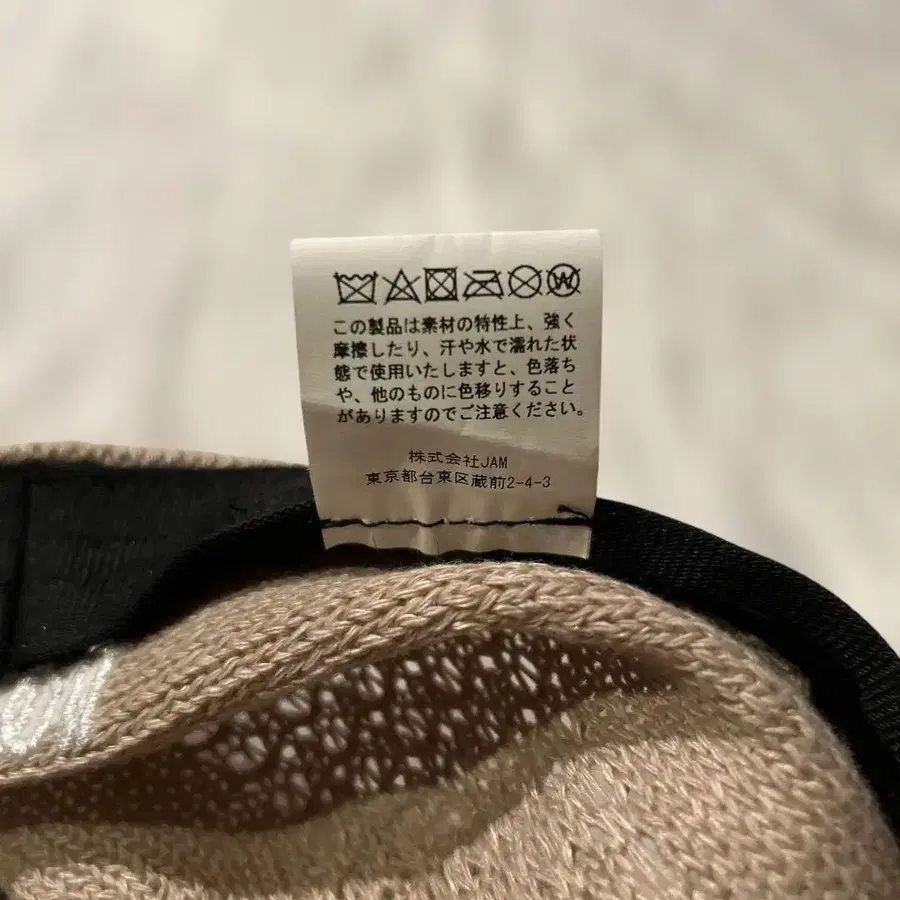 この製品は素材の特性上、強く
摩擦したり、汗や水で濡れた状
態で使用いたしますと、色落ち
や、他のものに色移りすること
がありますのでご注意ください。
株式会社JAM
東京都台東区蔵前2-4-3